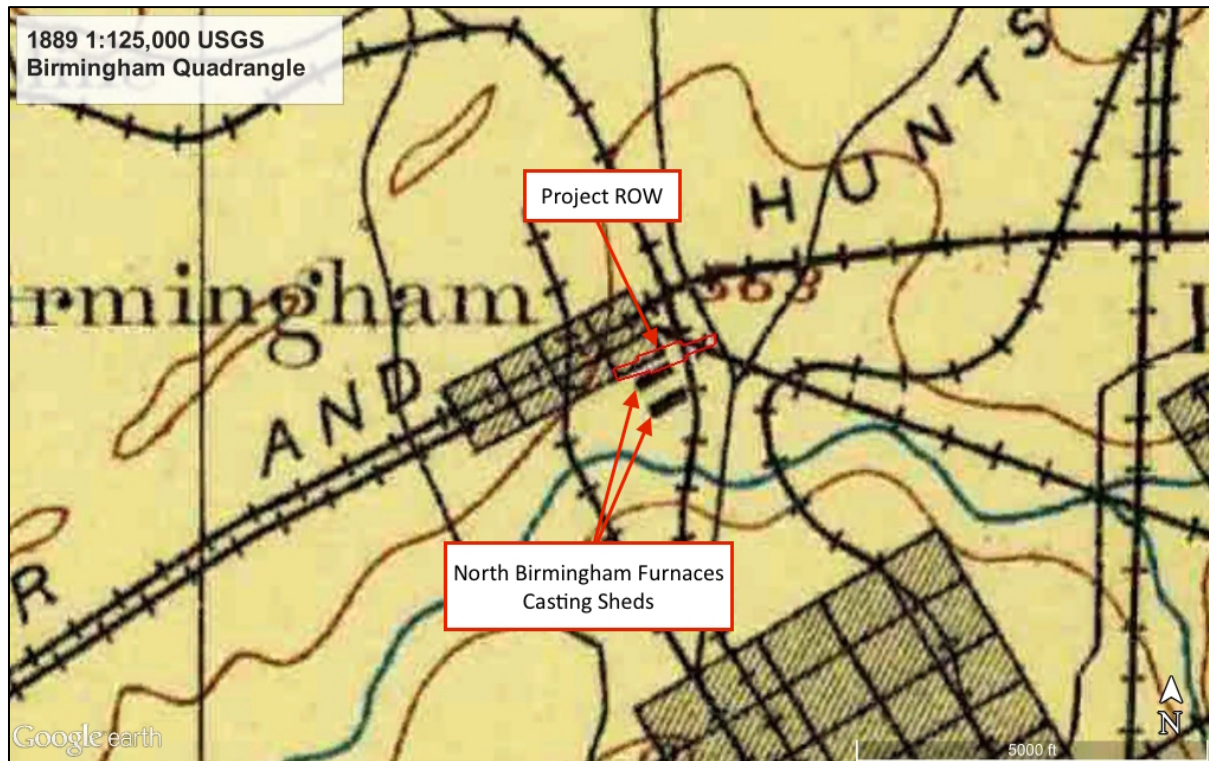 1889 1:125,000 USGS
Birmingham Quadrangle
Project ROW
HUNTS
563
irmingham
AND
R
North Birmingham Furnaces
Casting Sheds
N
5000 ft
Google earth